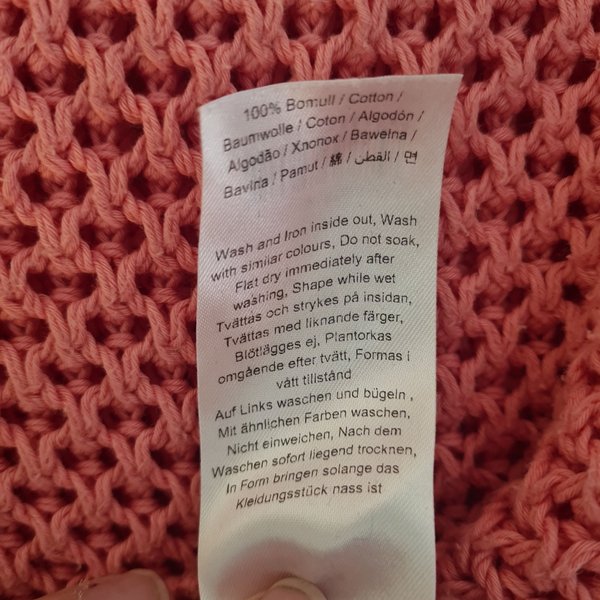 100% Bomull / Cotton /
Baumwolle / Coton / Algodón /
Algodão / Хлопок / Bawełna /
Bavlna / Pamut / 綿 / القطن / 면
Wash and Iron inside out, Wash
with similar colours, Do not soak,
Flat dry immediately after
washing, Shape while wet
Tvättas och strykes på insidan,
Tvättas med liknande färger,
Blötlägges ej, Plantorkas
omgående efter tvätt, Formas i
vått tillstånd
Auf Links waschen und bügeln ,
Mit ähnlichen Farben waschen,
Nicht einweichen, Nach dem
Waschen sofort liegend trocknen,
In Form bringen solange das
Kleidungsstück nass ist